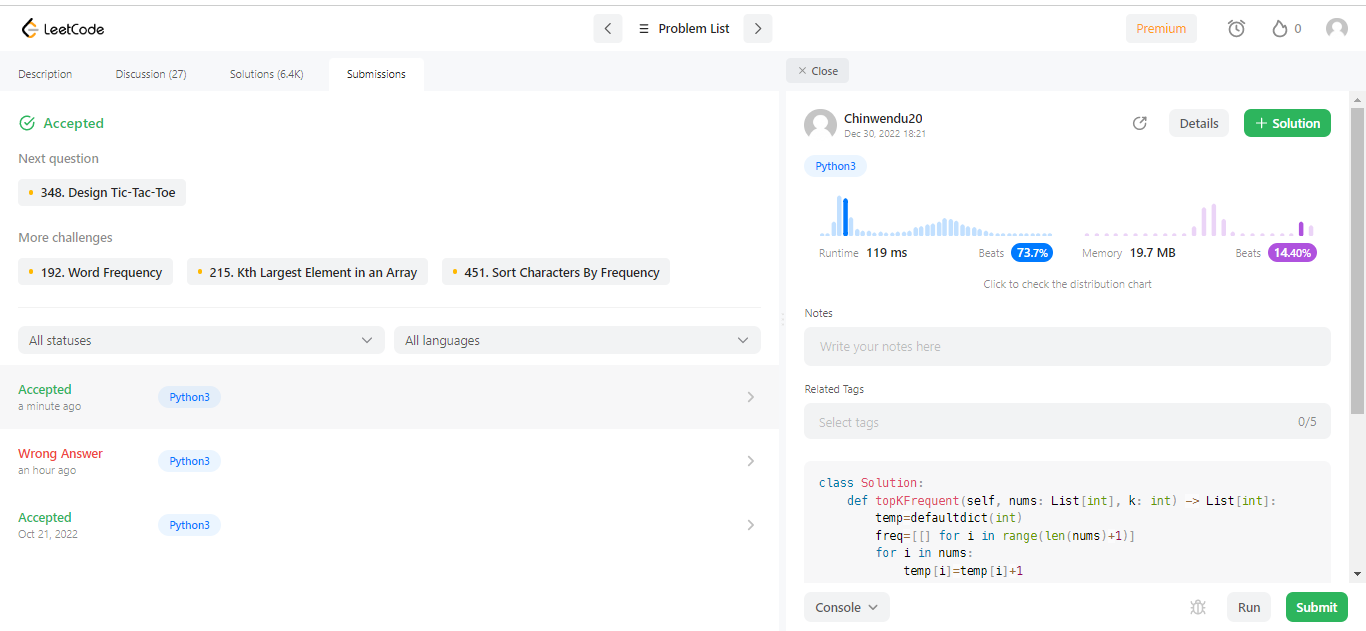 LeetCode
Problem List
Premium
0
Description
Discussion (27)
Solutions (6.4K)
Submissions
Close
Accepted
Next question
348. Design Tic-Tac-Toe
More challenges
192. Word Frequency
215. Kth Largest Element in an Array
451. Sort Characters By Frequency
All statuses
All languages
Accepted
a minute ago
Python3
Wrong Answer
an hour ago
Python3
Accepted
Oct 21, 2022
Python3
Chinwendu20
Dec 30, 2022 18:21
Details
+ Solution
Python3
Runtime 119 ms
Beats 73.7%
Memory 19.7 MB
Beats 14.40%
Click to check the distribution chart
Notes
Write your notes here
Related Tags
Select tags
0/5
class Solution:
def topKFrequent(self, nums: List[int], k: int) -> List[int]:
temp=defaultdict(int)
freq=[[] for i in range(len(nums)+1)]
for i in nums:
temp[i]=temp[i]+1
Console
Run
Submit